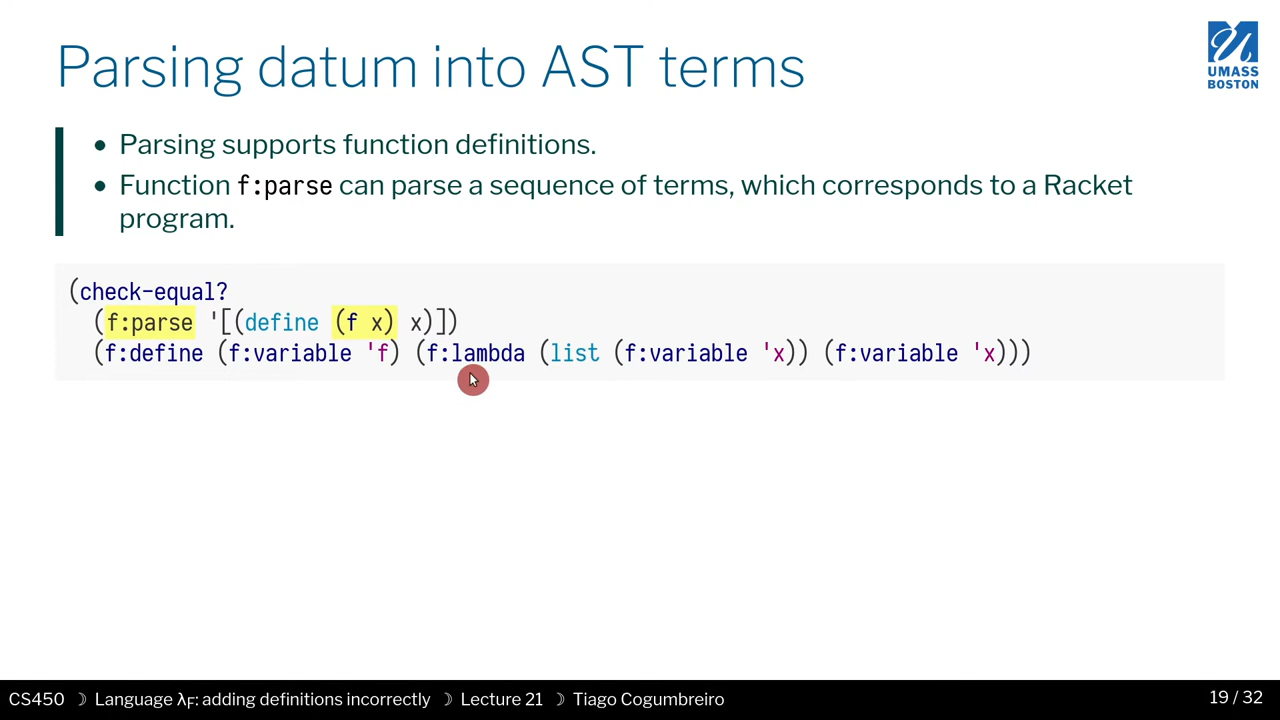 Parsing datum into AST terms
UMASS
BOSTON
• Parsing supports function definitions.
• Function f:parse can parse a sequence of terms, which corresponds to a Racket
program.
(check-equal?
(f:parse '[(define (f x) x)])
(f:define (f:variable 'f) (f:lambda (list (f:variable 'x)) (f:variable 'x)))
CS450 ☽ Language λF: adding definitions incorrectly ☽ Lecture 21 ☽ Tiago Cogumbreiro
19 / 32